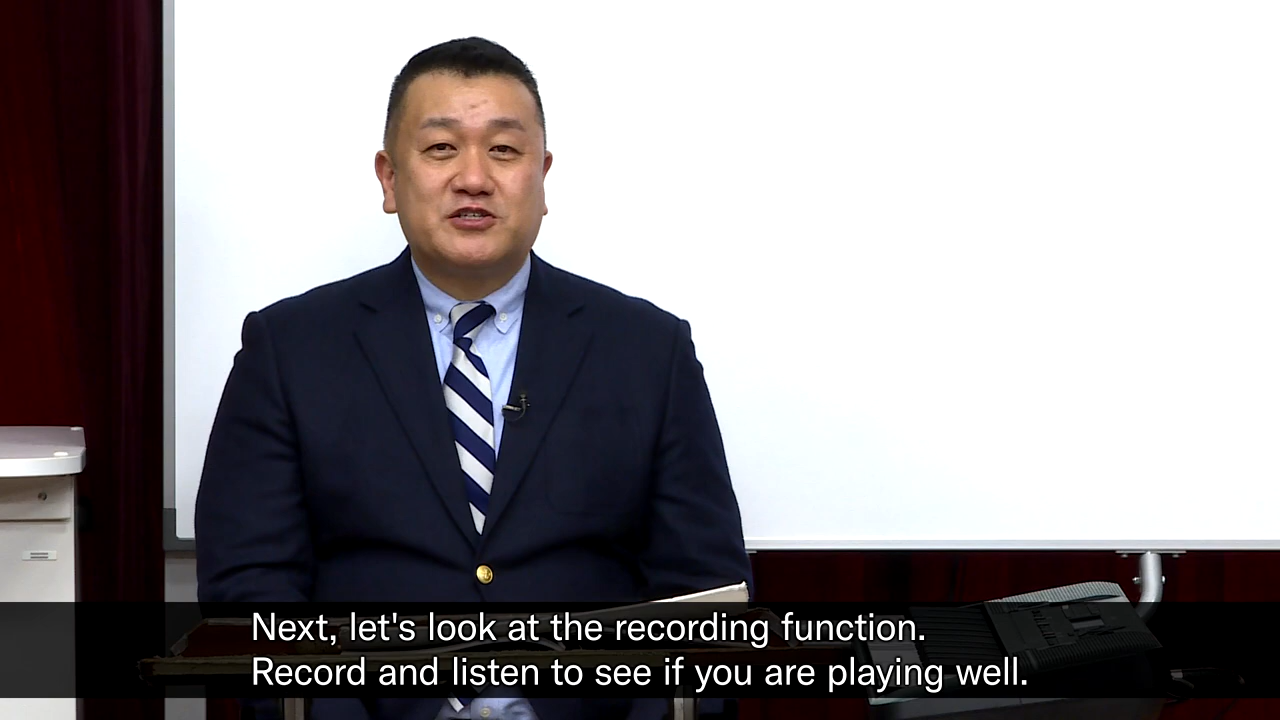 Next, let's look at the recording function.
Record and listen to see if you are playing well.